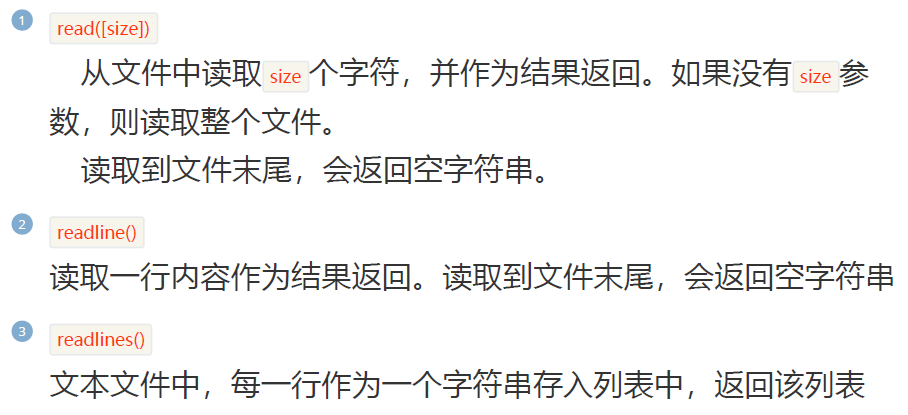 1 read([size])
从文件中读取size个字符，并作为结果返回。如果没有size参
数，则读取整个文件。
读取到文件末尾，会返回空字符串。
2 readline()
读取一行内容作为结果返回。读取到文件末尾，会返回空字符串
3 readlines()
文本文件中，每一行作为一个字符串存入列表中，返回该列表